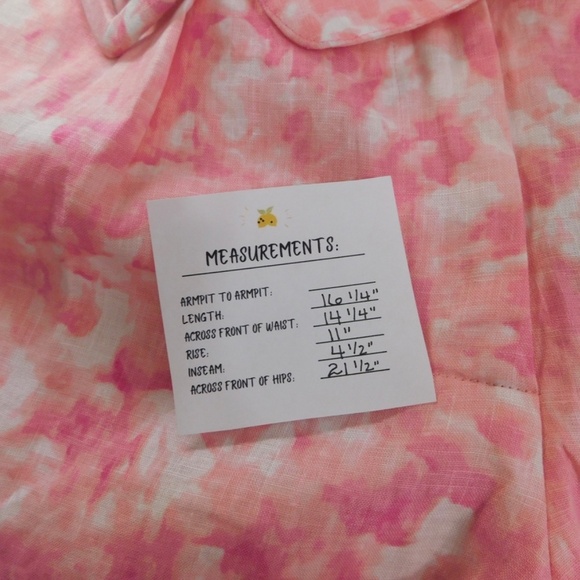 MEASUREMENTS:
ARMPIT TO ARMPIT:
LENGTH: 16 1/4"
ACROSS FRONT OF WAIST: 14 1/4"
RISE: 11"
INSEAM: 4 1/2"
ACROSS FRONT OF HIPS: 21 1/2"